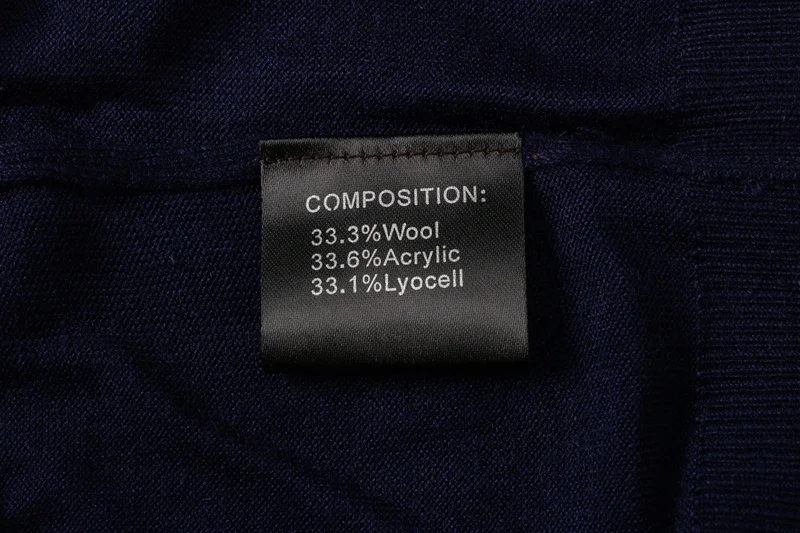 COMPOSITION:
33.3%Wool
33.6%Acrylic
33.1%Lyocell